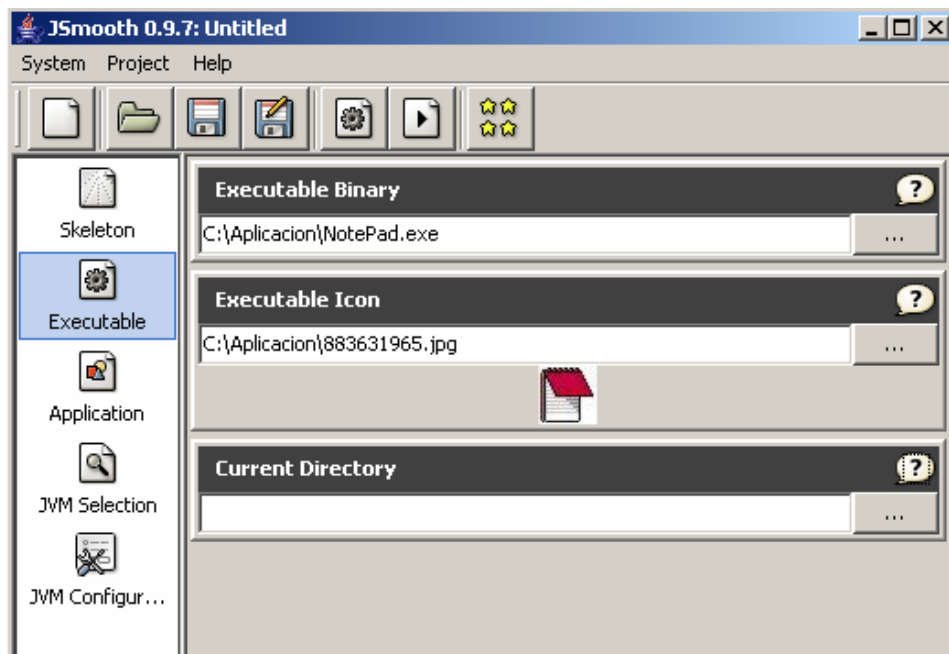 JSmooth 0.9.7: Untitled
System Project Help
Skeleton
Executable
Application
JVM Selection
JVM Configur...
Executable Binary
?
C:\Aplicacion\NotePad.exe
...
Executable Icon
?
C:\Aplicacion\883631965.jpg
...
Current Directory
?
...